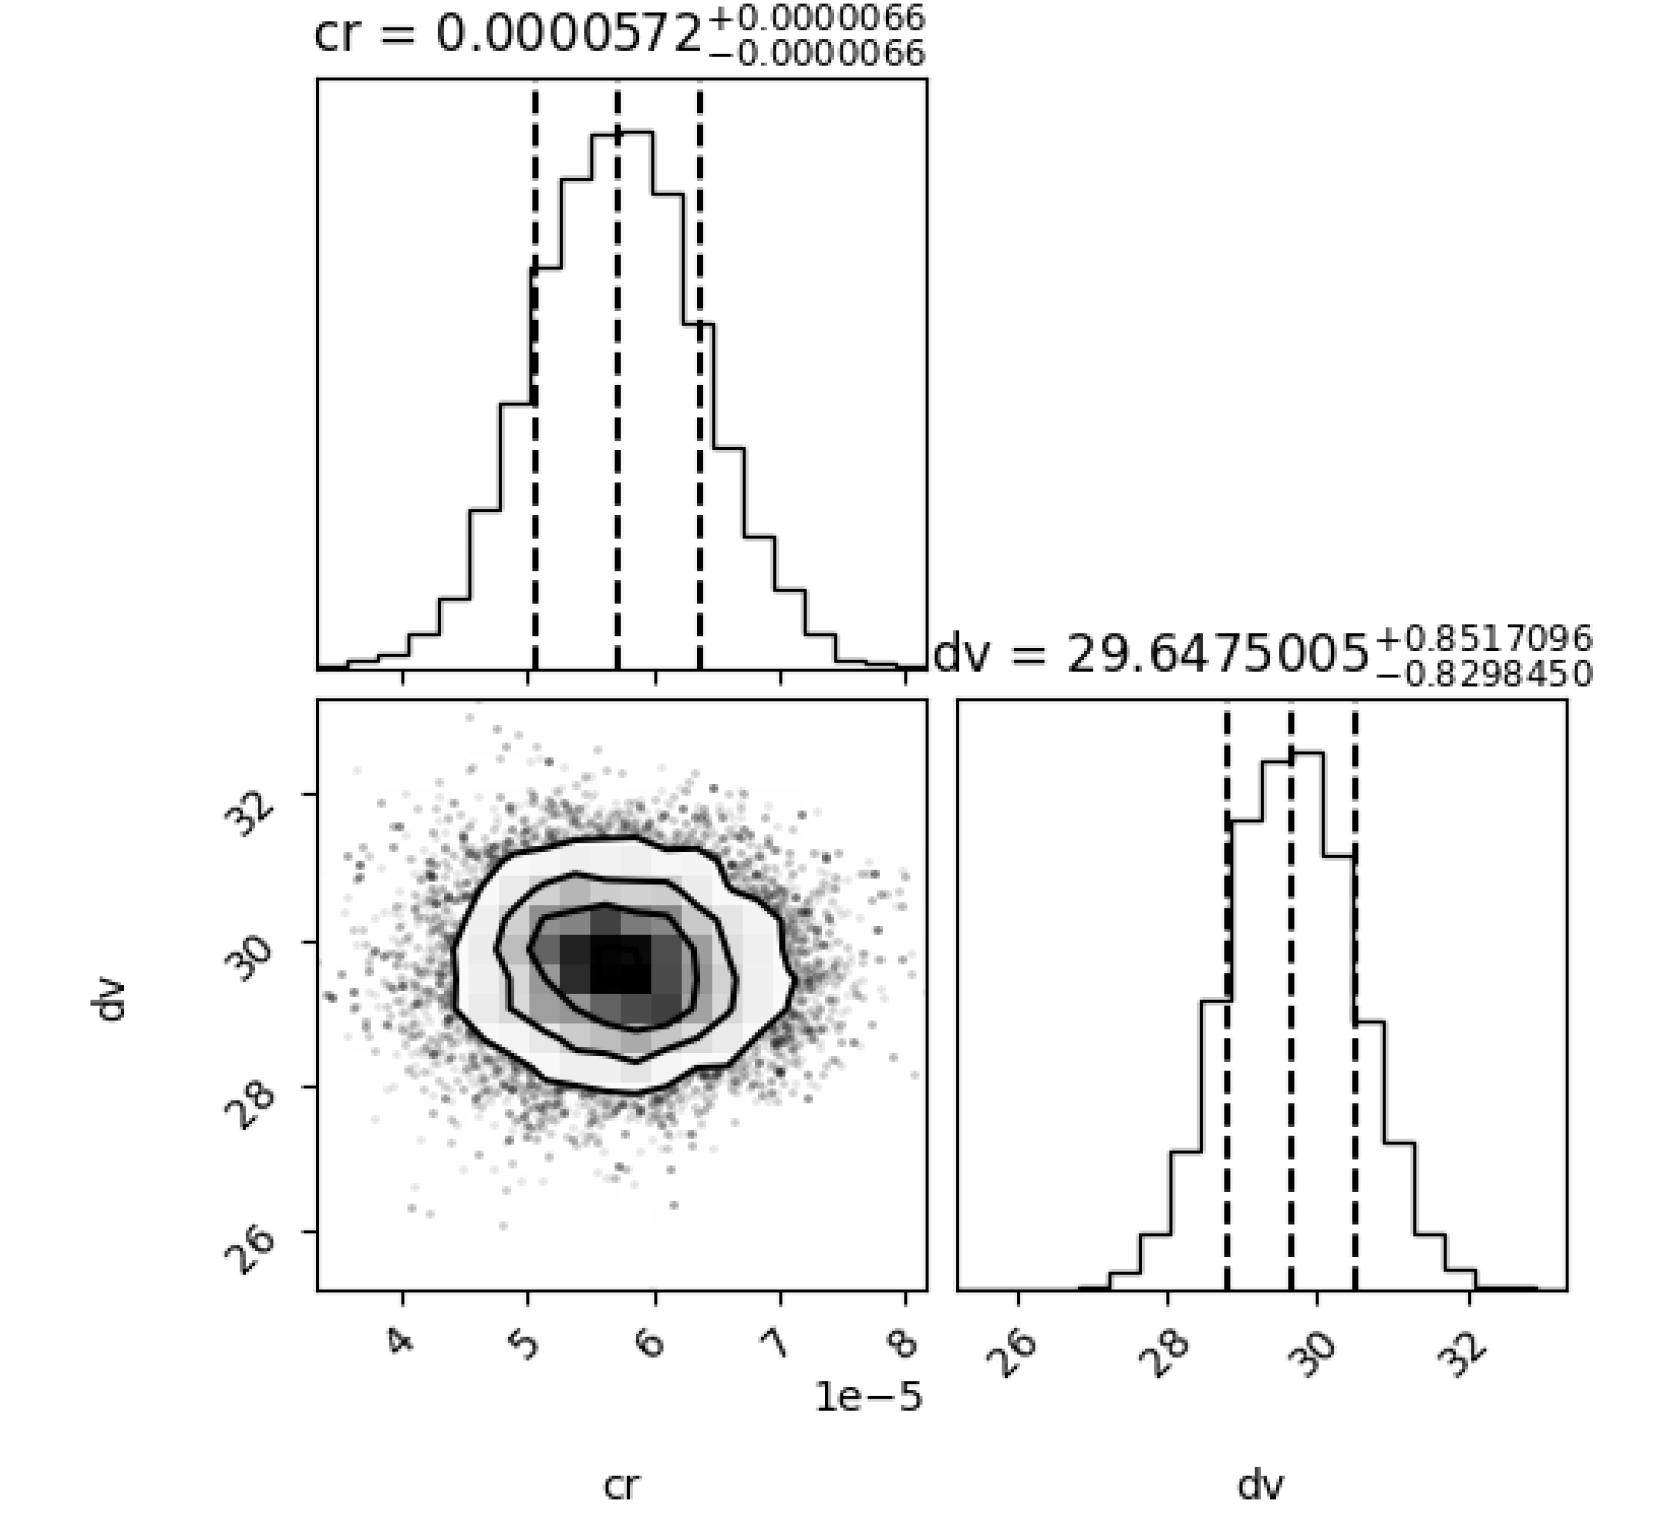 cr = 0.0000572+0.0000066−0.0000066
dv = 29.6475005+0.8517096−0.8298450
32
30
28
26
dv
4 5 6 7 8
1e−5
cr
26 28 30 32
dv